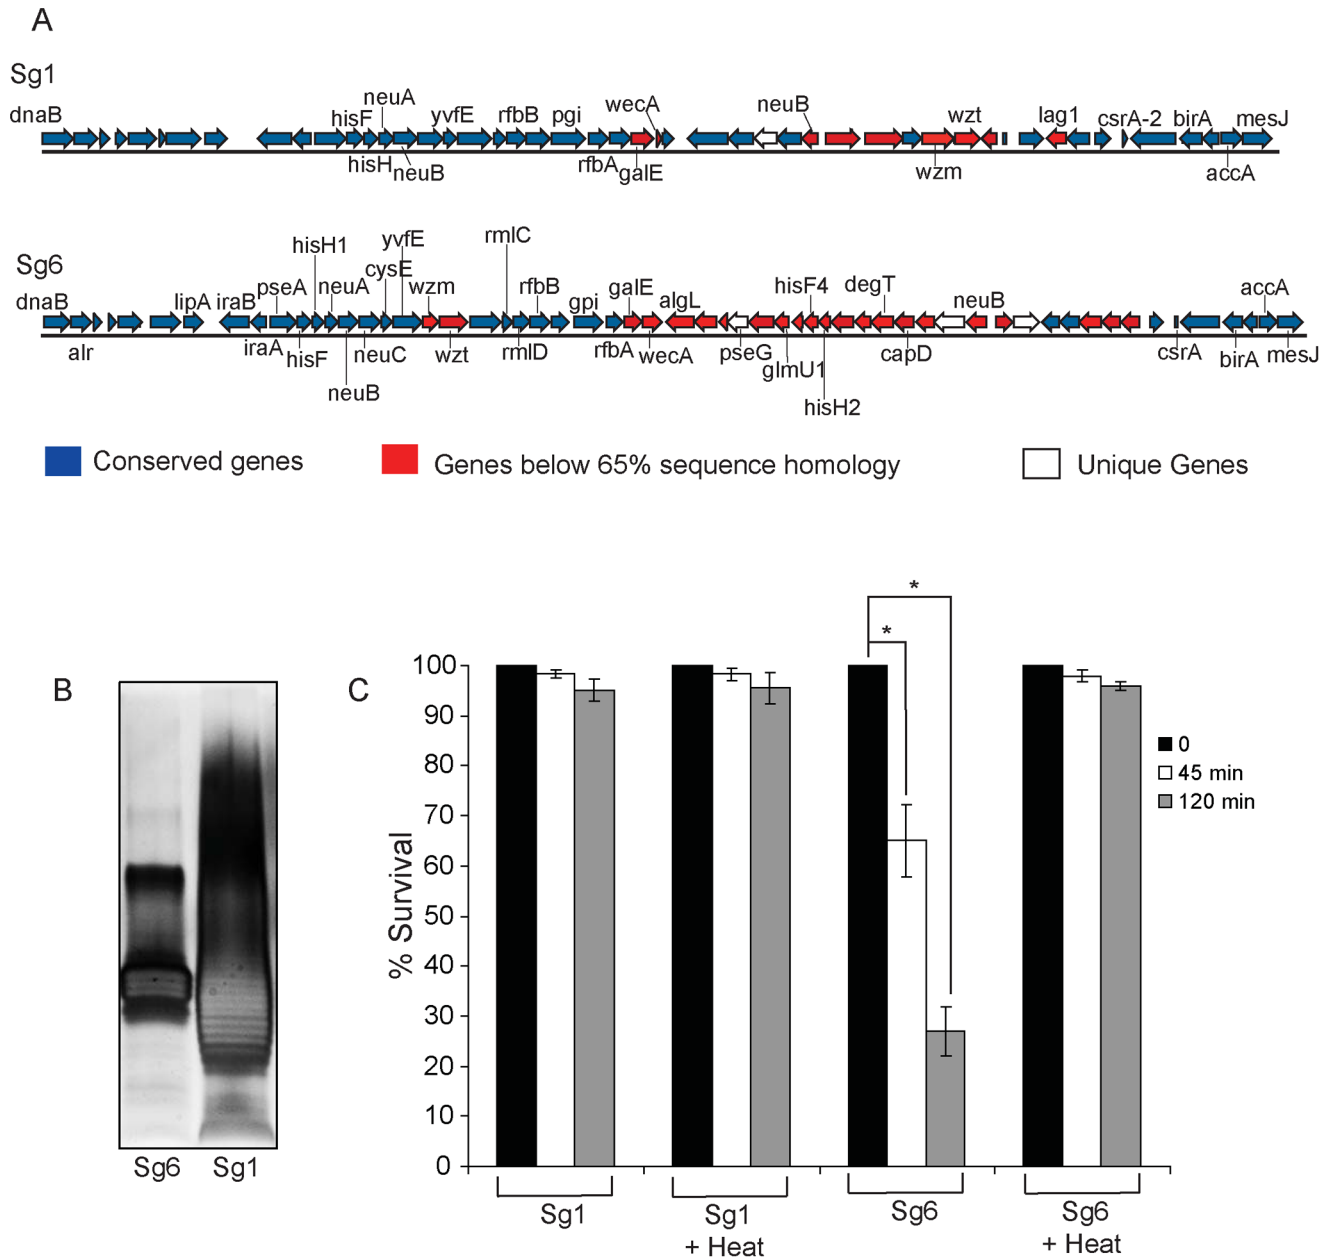 A
Sg1
dnaB
hisF
neuA
yvfE
rfbB
pgi
wecA
neuB
wzt
lag1
csrA-2
birA
mesJ
hisH
neuB
rfbA
galE
wzm
accA
Sg6
dnaB
lipA
iraB
pseA
hisH1
neuA
cysE
yvfE
wzm
rmlC
rfbB
gpi
galE
algL
hisF4
degT
neuB
accA
alr
iraA
hisF
neuB
neuC
wzt
rmlD
rfbA
wecA
pseG
glmU1
hisH2
capD
csrA
birA
mesJ
Conserved genes
Genes below 65% sequence homology
Unique Genes
B
Sg6
Sg1
C
% Survival
100
90
80
70
60
50
40
30
20
10
0
*
*
0
45 min
120 min
Sg1
Sg1
+ Heat
Sg6
Sg6
+ Heat